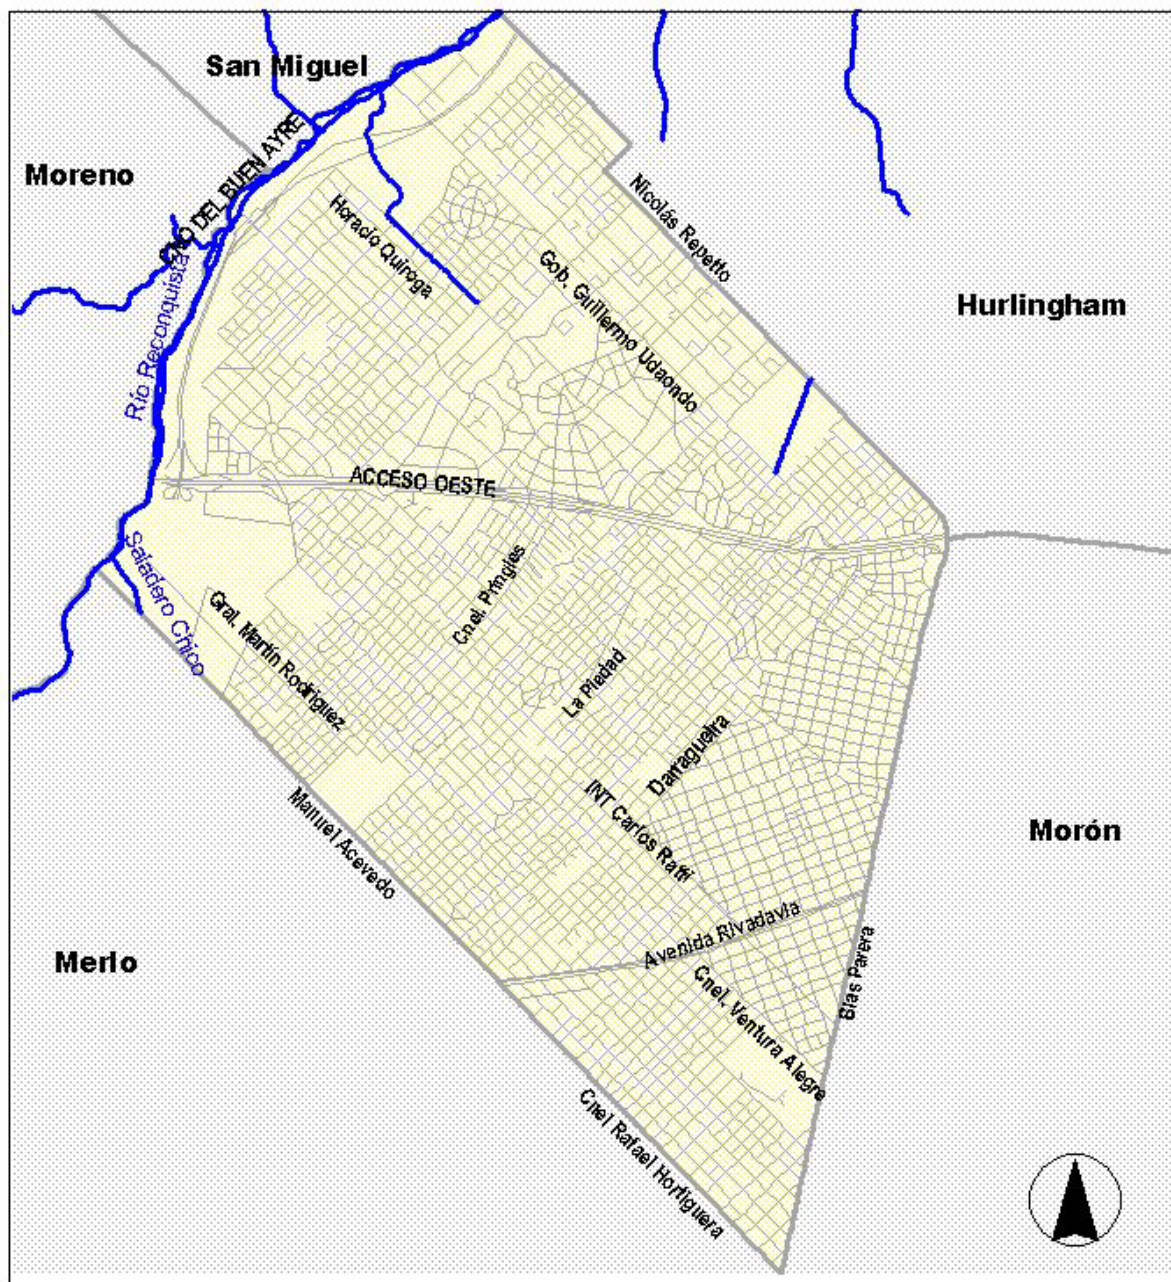 San Miguel
CNO DEL BUEN AYRE
Moreno
Nicolás Repetto
Horacio Quiroga
Gob. Guillermo Udaondo
Hurlingham
Río Reconquista
ACCESO OESTE
Saladero Chico
Cnel. Pringles
Gral. Martín Rodríguez
La Piedad
Darragueira
INT Carlos Ratti
Manuel Acevedo
Morón
Avenida Rivadavia
Merlo
Blas Parera
Cnel. Ventura Alegre
Cnel Rafael Hortiguera